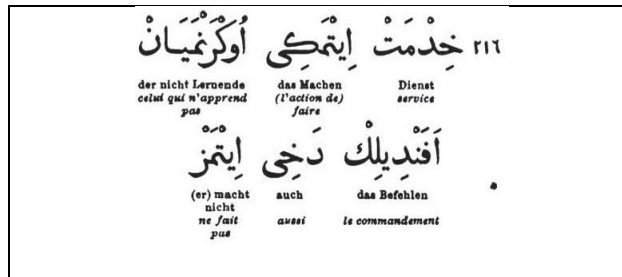 ٢١٦ خِدْمَتْ اِيتْمَكِى اُوكَرَنْمَيَانْ
der nicht Lernende das Machen Dienst
celui qui n'apprend (l'action de) service
pas faire
اَفَنْدِيلِكْ دَخِى اِيتْمَزْ
(er) macht auch das Befehlen
nicht
ne fait aussi le commandement
pas